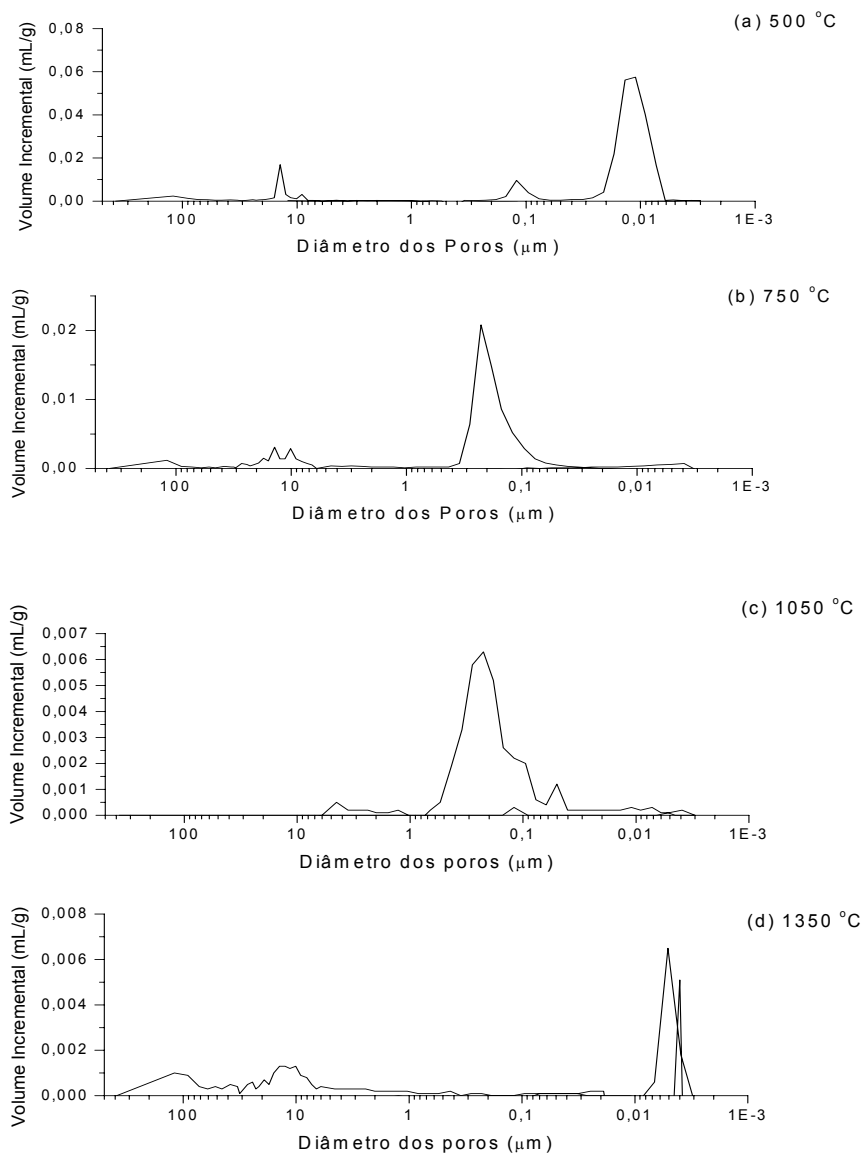 (a) 500 °C
Volume Incremental (mL/g)
0,08
0,06
0,04
0,02
0,00
100 10 1 0,1 0,01 1E-3
Diâmetro dos Poros (μm)
(b) 750 °C
Volume Incremental (mL/g)
0,02
0,01
0,00
100 10 1 0,1 0,01 1E-3
Diâmetro dos Poros (μm)
(c) 1050 °C
Volume Incremental (mL/g)
0,007
0,006
0,005
0,004
0,003
0,002
0,001
0,000
100 10 1 0,1 0,01 1E-3
Diâmetro dos poros (μm)
(d) 1350 °C
Volume Incremental (mL/g)
0,008
0,006
0,004
0,002
0,000
100 10 1 0,1 0,01 1E-3
Diâmetro dos poros (μm)